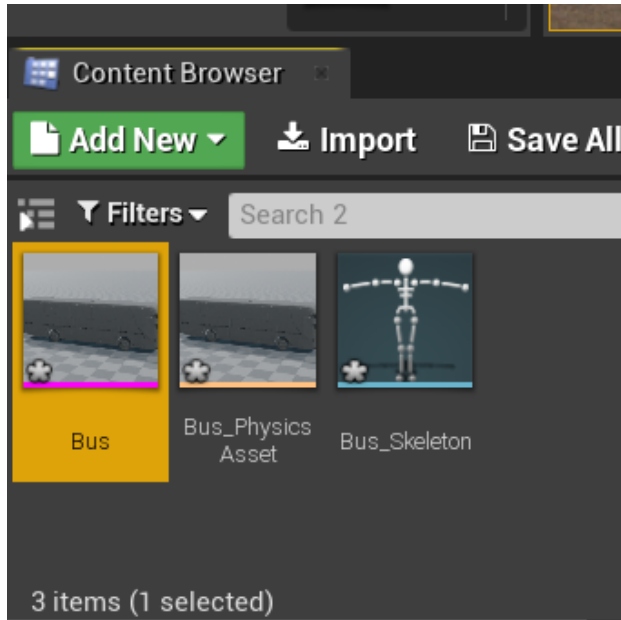 Content Browser
Add New Import Save All
Filters Search 2
Bus
Bus_Physics
Asset
Bus_Skeleton
3 items (1 selected)